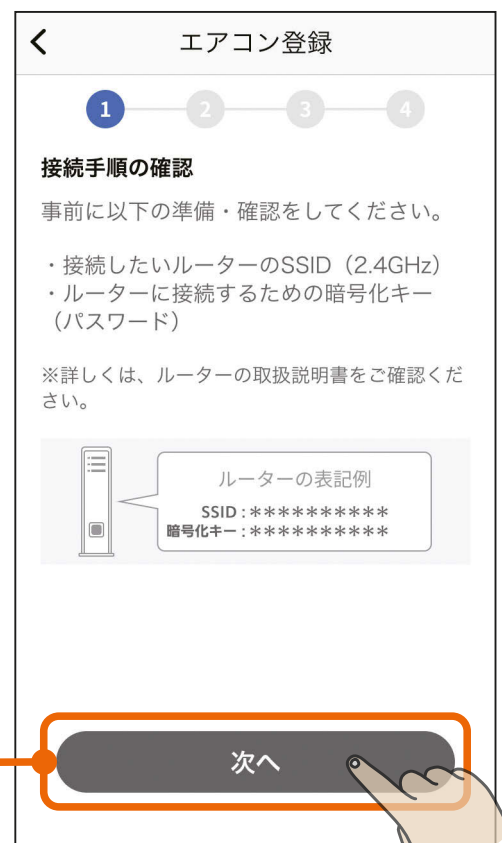 エアコン登録
1 2 3 4
接続手順の確認
事前に以下の準備・確認をしてください。
・接続したいルーターのSSID（2.4GHz）
・ルーターに接続するための暗号化キー
（パスワード）
※詳しくは、ルーターの取扱説明書をご確認くだ
さい。
ルーターの表記例
SSID：**********
暗号化キー：**********
次へ